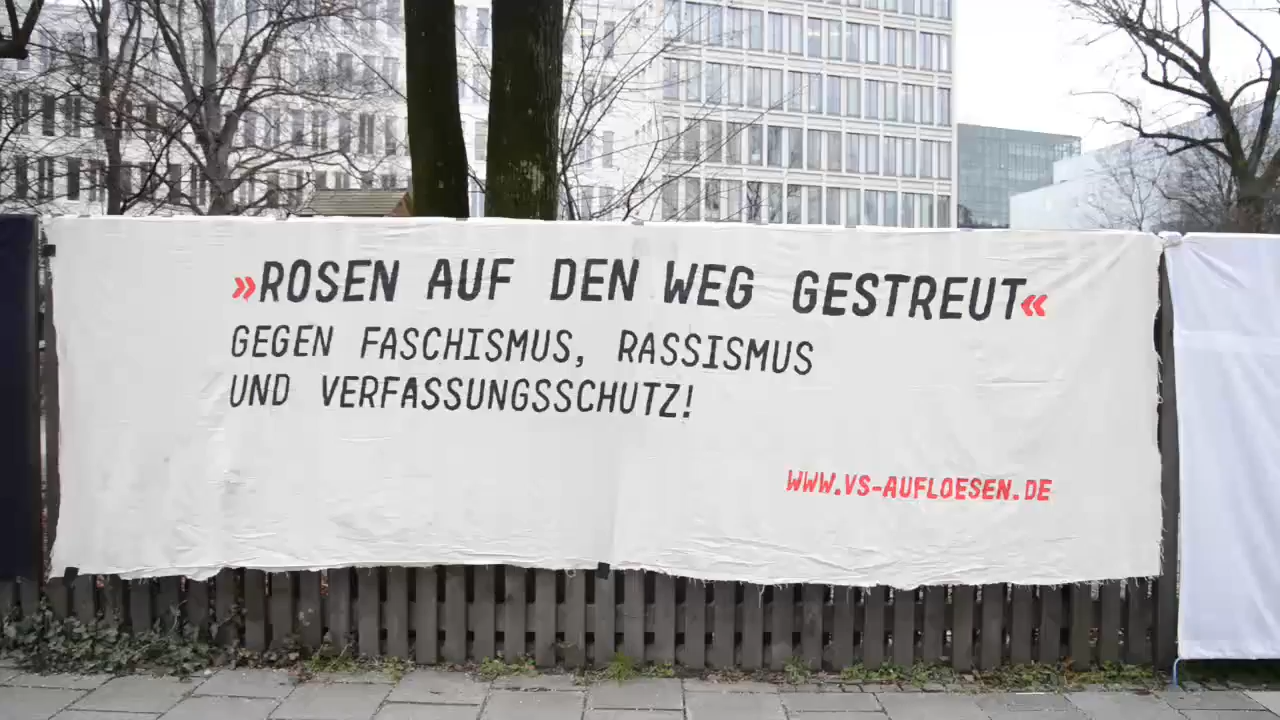 »ROSEN AUF DEN WEG GESTREUT«
GEGEN FASCHISMUS, RASSISMUS
UND VERFASSUNGSSCHUTZ!
WWW.VS-AUFLOESEN.DE